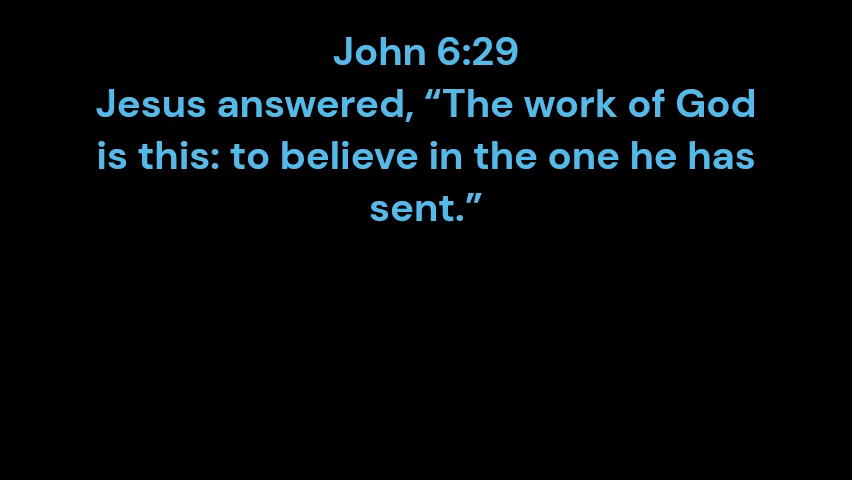 John 6:29
Jesus answered, “The work of God
is this: to believe in the one he has
sent.”